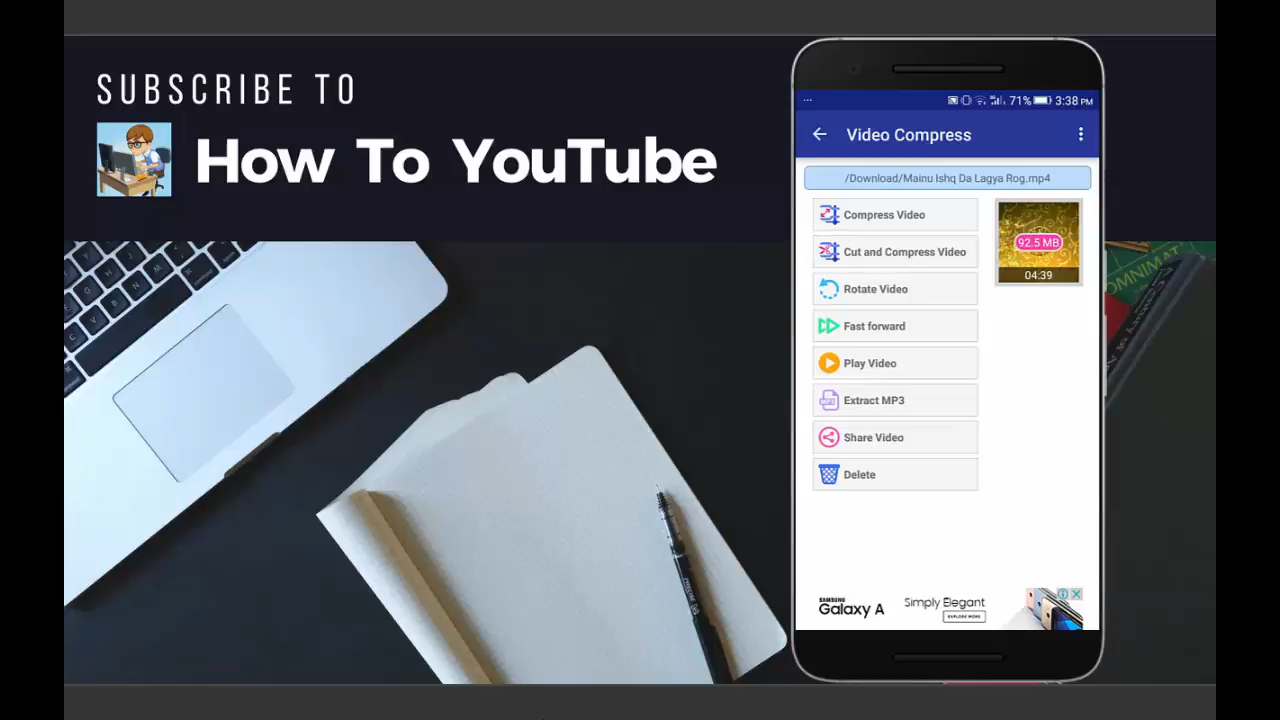 SUBSCRIBE TO
How To YouTube
71% 3:38 PM
Video Compress
/Download/Mainu Ishq Da Lagya Rog.mp4
Compress Video
92.5 MB
Cut and Compress Video
04:39
Rotate Video
Fast forward
Play Video
MP3
Extract MP3
Share Video
Delete
SAMSUNG
Galaxy A
Simply Elegant
EXPLORE MORE